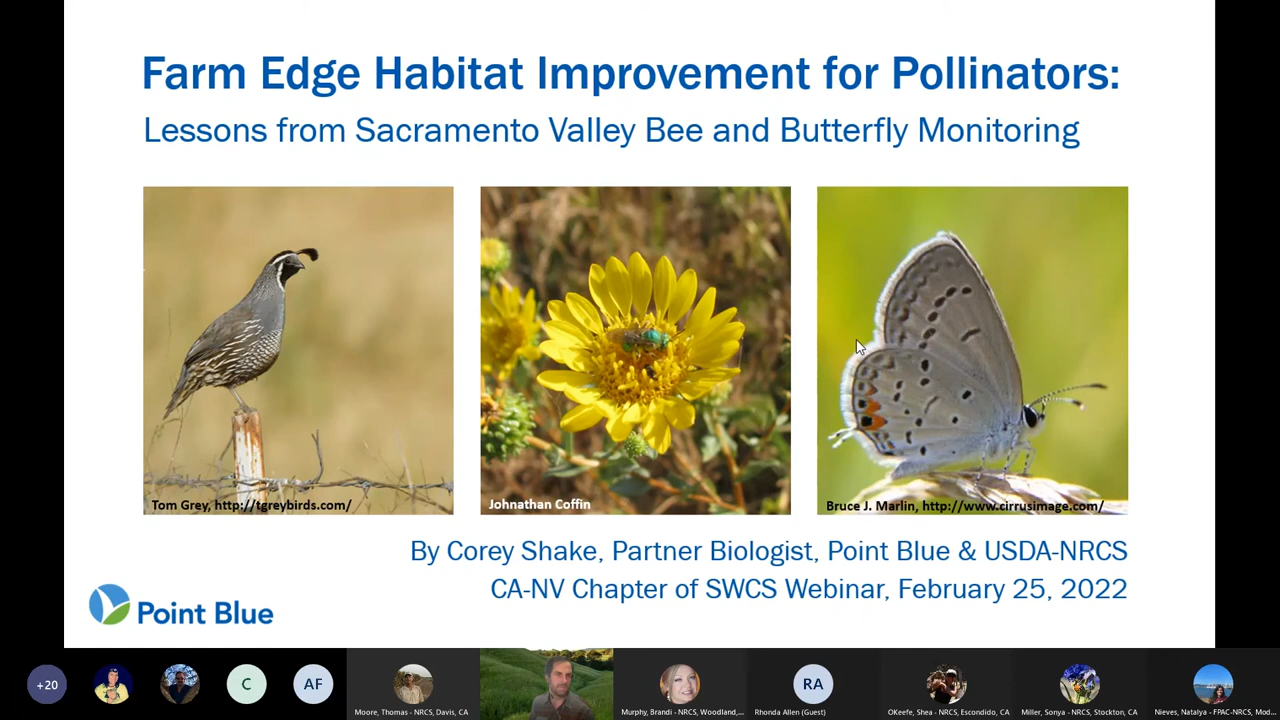 Farm Edge Habitat Improvement for Pollinators:
Lessons from Sacramento Valley Bee and Butterfly Monitoring
Tom Grey, http://tgreybirds.com/
Johnathan Coffin
Bruce J. Marlin, http://www.cirrusimage.com/
By Corey Shake, Partner Biologist, Point Blue & USDA-NRCS
CA-NV Chapter of SWCS Webinar, February 25, 2022
Point Blue
+20
C
AF
RA
Moore, Thomas - NRCS, Davis, CA
Murphy, Brandi - NRCS, Woodland,...
Rhonda Allen (Guest)
OKeefe, Shea - NRCS, Escondido, CA
Miller, Sonya - NRCS, Stockton, CA
Nieves, Natalya - FPAC-NRCS, Mod...